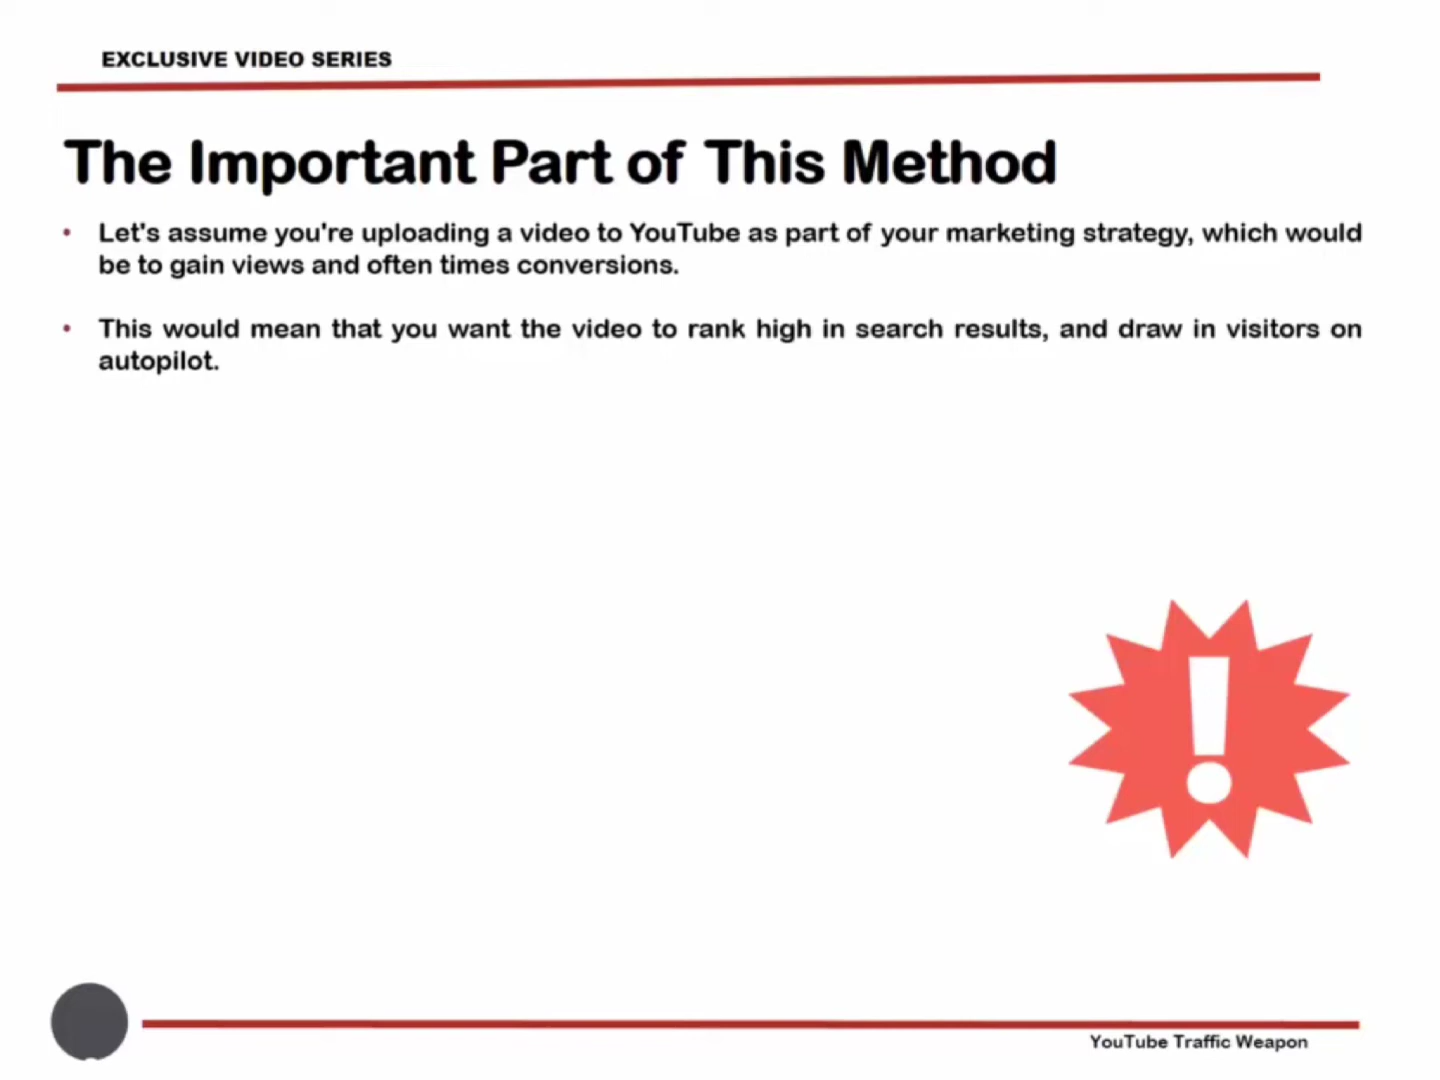 EXCLUSIVE VIDEO SERIES
The Important Part of This Method
• Let's assume you're uploading a video to YouTube as part of your marketing strategy, which would
be to gain views and often times conversions.
• This would mean that you want the video to rank high in search results, and draw in visitors on
autopilot.
!
YouTube Traffic Weapon